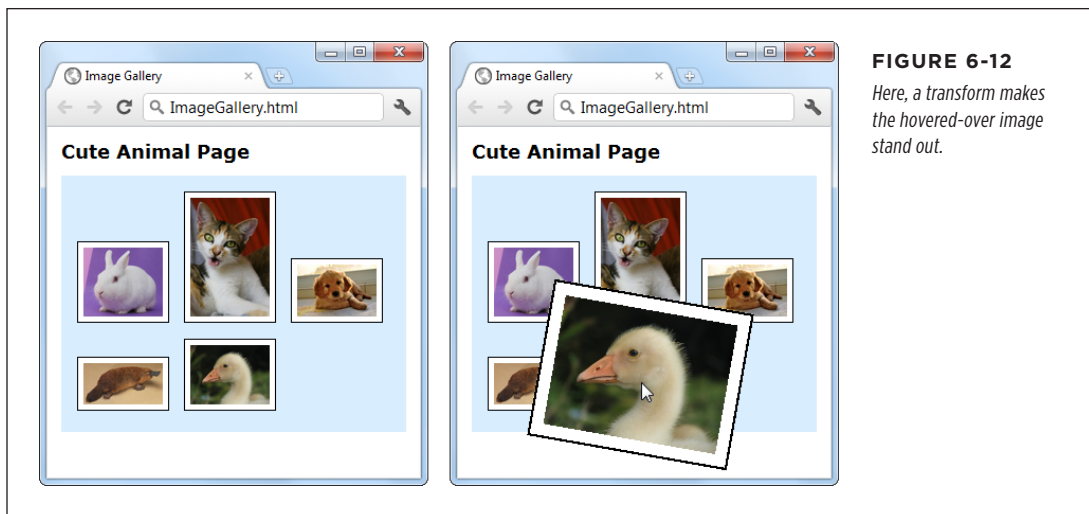 Image Gallery
ImageGallery.html
Cute Animal Page
Image Gallery
ImageGallery.html
Cute Animal Page
FIGURE 6-12
Here, a transform makes
the hovered-over image
stand out.